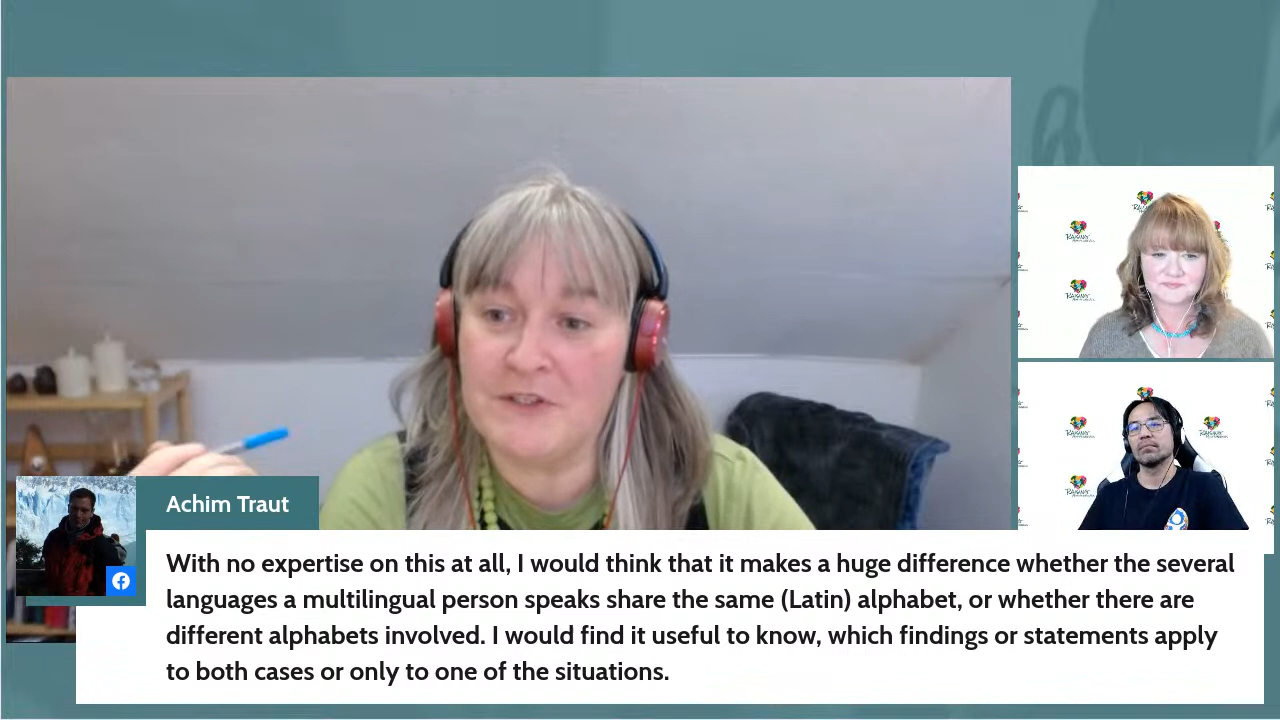 Achim Traut
With no expertise on this at all, I would think that it makes a huge difference whether the several
languages a multilingual person speaks share the same (Latin) alphabet, or whether there are
different alphabets involved. I would find it useful to know, which findings or statements apply
to both cases or only to one of the situations.